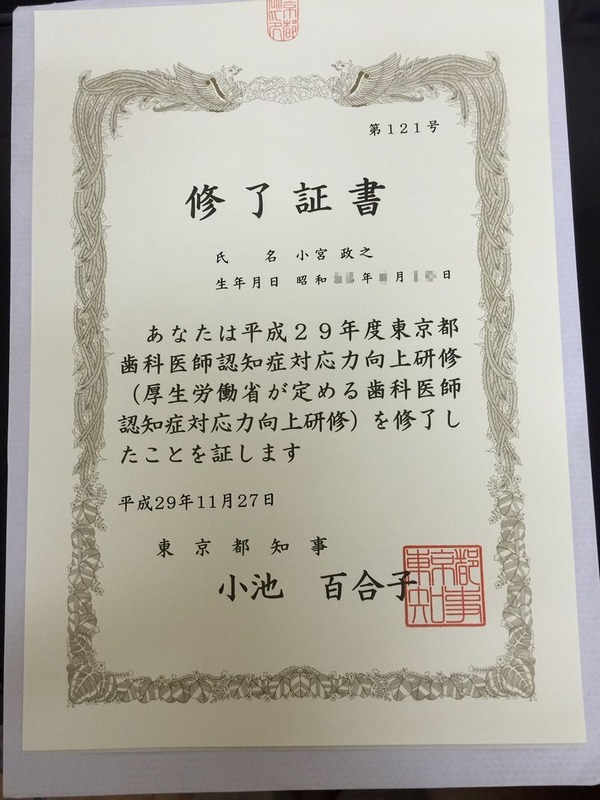 第121号
修了証書
氏　名 小宮 政之
生年月日 昭和 年 月 日
あなたは平成29年度東京都
歯科医師認知症対応力向上研修
（厚生労働省が定める歯科医師
認知症対応力向上研修）を修了し
たことを証します
平成29年11月27日
東京都知事
小池　百合子
東京都
知事